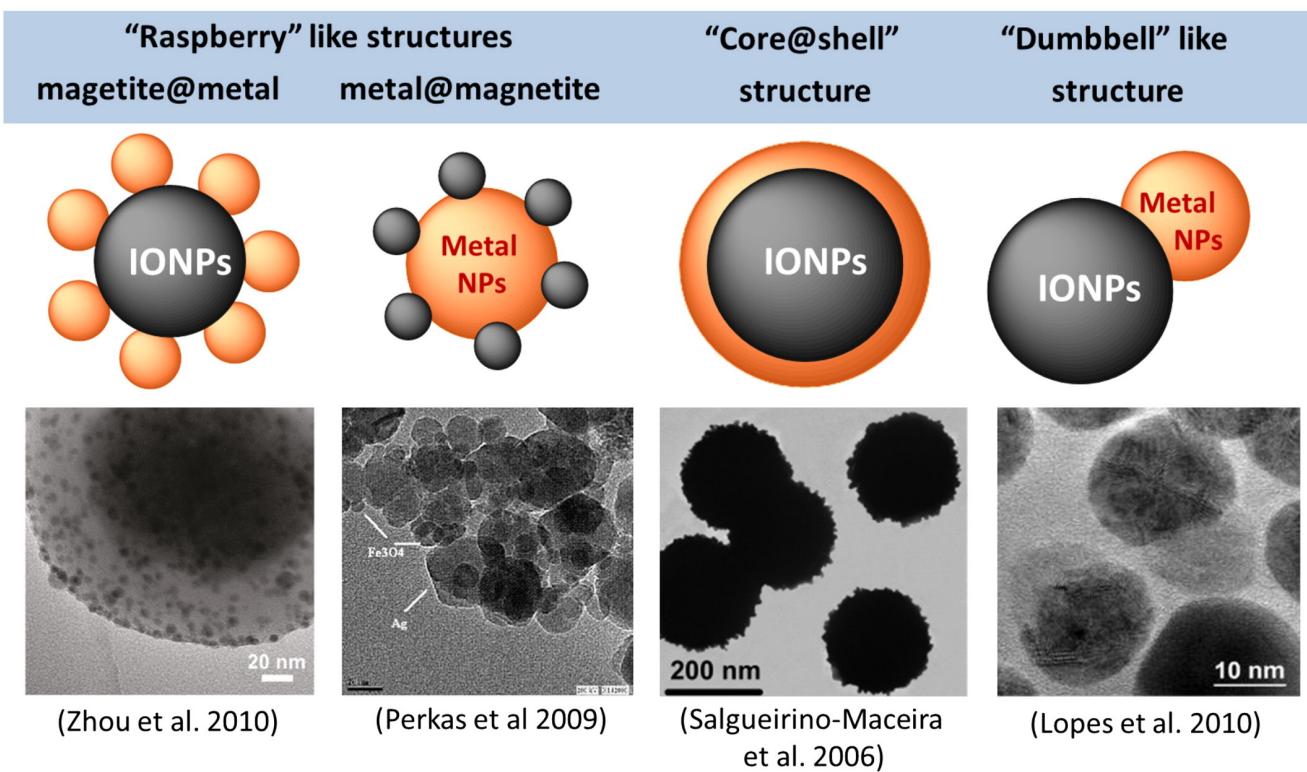 “Raspberry” like structures
magetite@metal
metal@magnetite
“Core@shell”
structure
“Dumbbell” like
structure
IONPs
Metal
NPs
IONPs
Metal
NPs
IONPs
20 nm
Fe3O4
Ag
200 nm
10 nm
(Zhou et al. 2010)
(Perkas et al 2009)
(Salgueirino-Maceira
et al. 2006)
(Lopes et al. 2010)